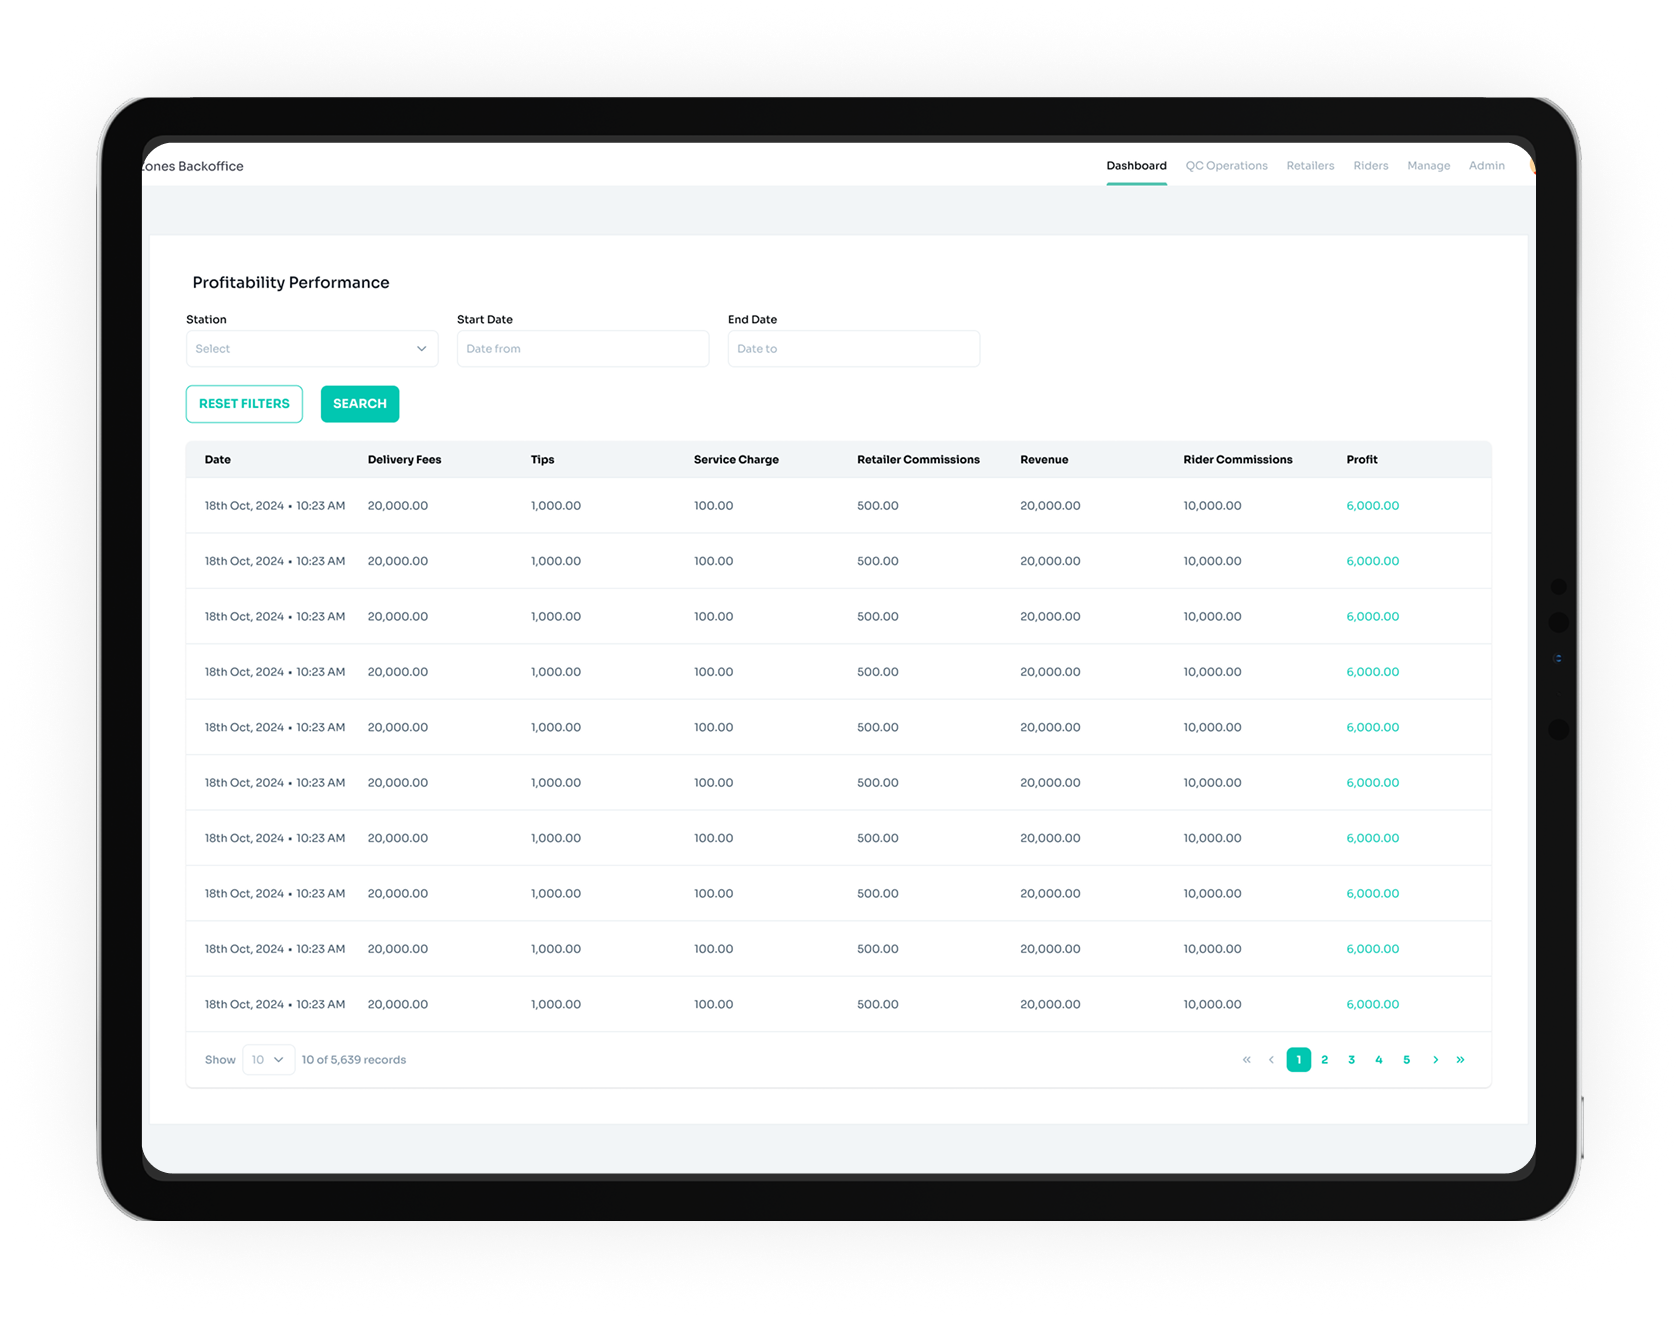 ones Backoffice Dashboard QC Operations Retailers Riders Manage Admin
Profitability Performance
Station Start Date End Date
Select Date from Date to
RESET FILTERS SEARCH
Date Delivery Fees Tips Service Charge Retailer Commissions Revenue Rider Commissions Profit
18th Oct, 2024 • 10:23 AM 20,000.00 1,000.00 100.00 500.00 20,000.00 10,000.00 6,000.00
18th Oct, 2024 • 10:23 AM 20,000.00 1,000.00 100.00 500.00 20,000.00 10,000.00 6,000.00
18th Oct, 2024 • 10:23 AM 20,000.00 1,000.00 100.00 500.00 20,000.00 10,000.00 6,000.00
18th Oct, 2024 • 10:23 AM 20,000.00 1,000.00 100.00 500.00 20,000.00 10,000.00 6,000.00
18th Oct, 2024 • 10:23 AM 20,000.00 1,000.00 100.00 500.00 20,000.00 10,000.00 6,000.00
18th Oct, 2024 • 10:23 AM 20,000.00 1,000.00 100.00 500.00 20,000.00 10,000.00 6,000.00
18th Oct, 2024 • 10:23 AM 20,000.00 1,000.00 100.00 500.00 20,000.00 10,000.00 6,000.00
18th Oct, 2024 • 10:23 AM 20,000.00 1,000.00 100.00 500.00 20,000.00 10,000.00 6,000.00
18th Oct, 2024 • 10:23 AM 20,000.00 1,000.00 100.00 500.00 20,000.00 10,000.00 6,000.00
18th Oct, 2024 • 10:23 AM 20,000.00 1,000.00 100.00 500.00 20,000.00 10,000.00 6,000.00
Show 10 10 of 5,639 records « ‹ 1 2 3 4 5 › »